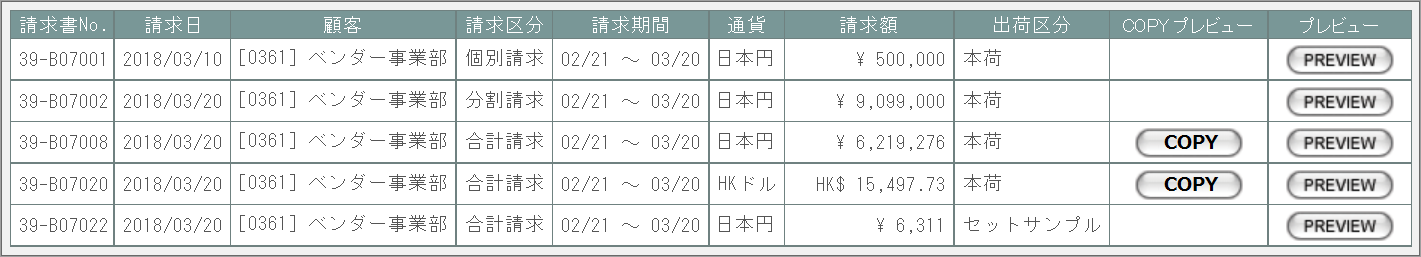 請求書No. 請求日 顧客 請求区分 請求期間 通貨 請求額 出荷区分 COPYプレビュー プレビュー
39-B07001 2018/03/10 [0361] ベンダー事業部 個別請求 02/21 ～ 03/20 日本円 ¥ 500,000 本荷 PREVIEW
39-B07002 2018/03/20 [0361] ベンダー事業部 分割請求 02/21 ～ 03/20 日本円 ¥ 9,099,000 本荷 PREVIEW
39-B07008 2018/03/20 [0361] ベンダー事業部 合計請求 02/21 ～ 03/20 日本円 ¥ 6,219,276 本荷 COPY PREVIEW
39-B07020 2018/03/20 [0361] ベンダー事業部 合計請求 02/21 ～ 03/20 HKドル HK$ 15,497.73 本荷 COPY PREVIEW
39-B07022 2018/03/20 [0361] ベンダー事業部 合計請求 02/21 ～ 03/20 日本円 ¥ 6,311 セットサンプル PREVIEW